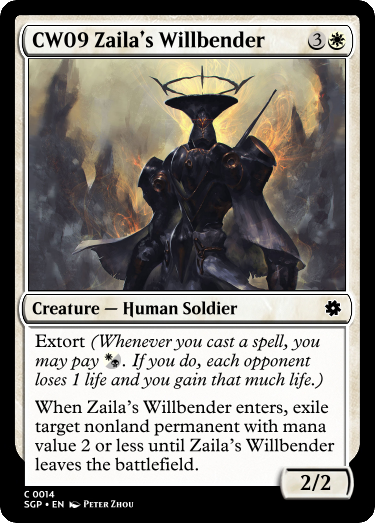 CW09 Zaila's Willbender 3
Creature — Human Soldier
Extort (Whenever you cast a spell, you
may pay . If you do, each opponent
loses 1 life and you gain that much life.)
When Zaila's Willbender enters, exile
target nonland permanent with mana
value 2 or less until Zaila's Willbender
leaves the battlefield.
2/2
C 0014
SGP • EN Peter Zhou